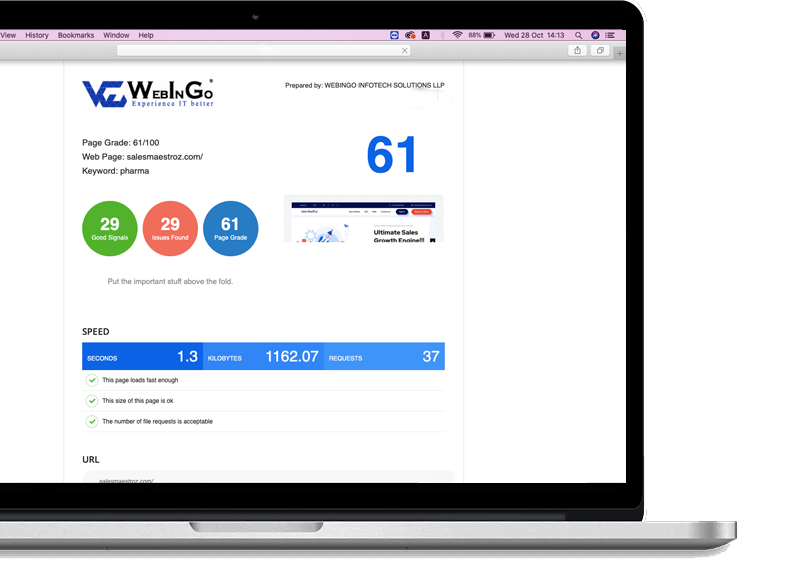 View History Bookmarks Window Help 88% Wed 28 Oct 14:13
WEBINGO
Experience IT better
Prepared by: WEBINGO INFOTECH SOLUTIONS LLP
Page Grade: 61/100
Web Page: salesmaestroz.com/
Keyword: pharma
61
29
Good Signals
29
Issues Found
61
Page Grade
Ultimate Sales
Growth Engine!!!
Put the important stuff above the fold.
SPEED
SECONDS 1.3 KILOBYTES 1162.07 REQUESTS 37
This page loads fast enough
This size of this page is ok
The number of file requests is acceptable
URL
salesmaestroz.com/